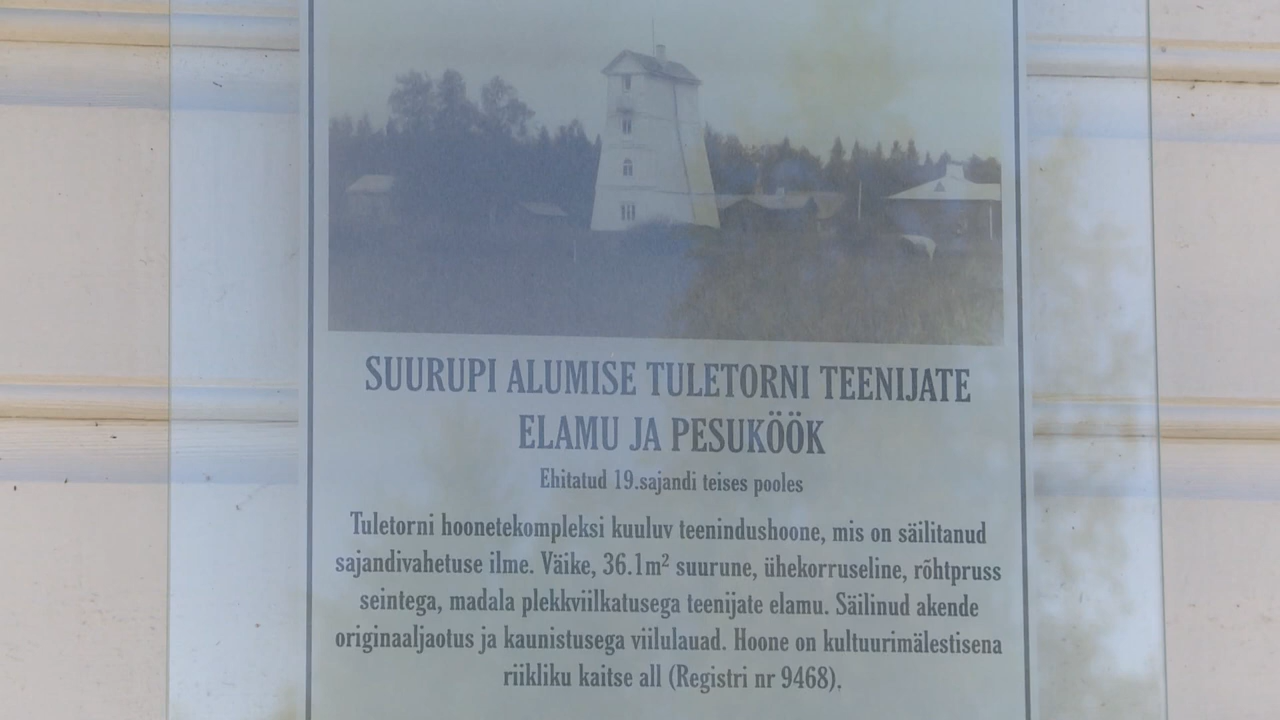 SUURUPI ALUMISE TULETORNI TEENIJATE
ELAMU JA PESUKÖÖK
Ehitatud 19.sajandi teises pooles
Tuletorni hoonetekompleksi kuuluv teenindushoone, mis on säilitanud
sajandivahetuse ilme. Väike, 36.1m² suurune, ühekorruseline, rõhtpruss
seintega, madala plekkviilkatusega teenijate elamu. Säilinud akende
originaaljaotus ja kaunistusega viilulauad. Hoone on kultuurimälestisena
riikliku kaitse all (Registri nr 9468).